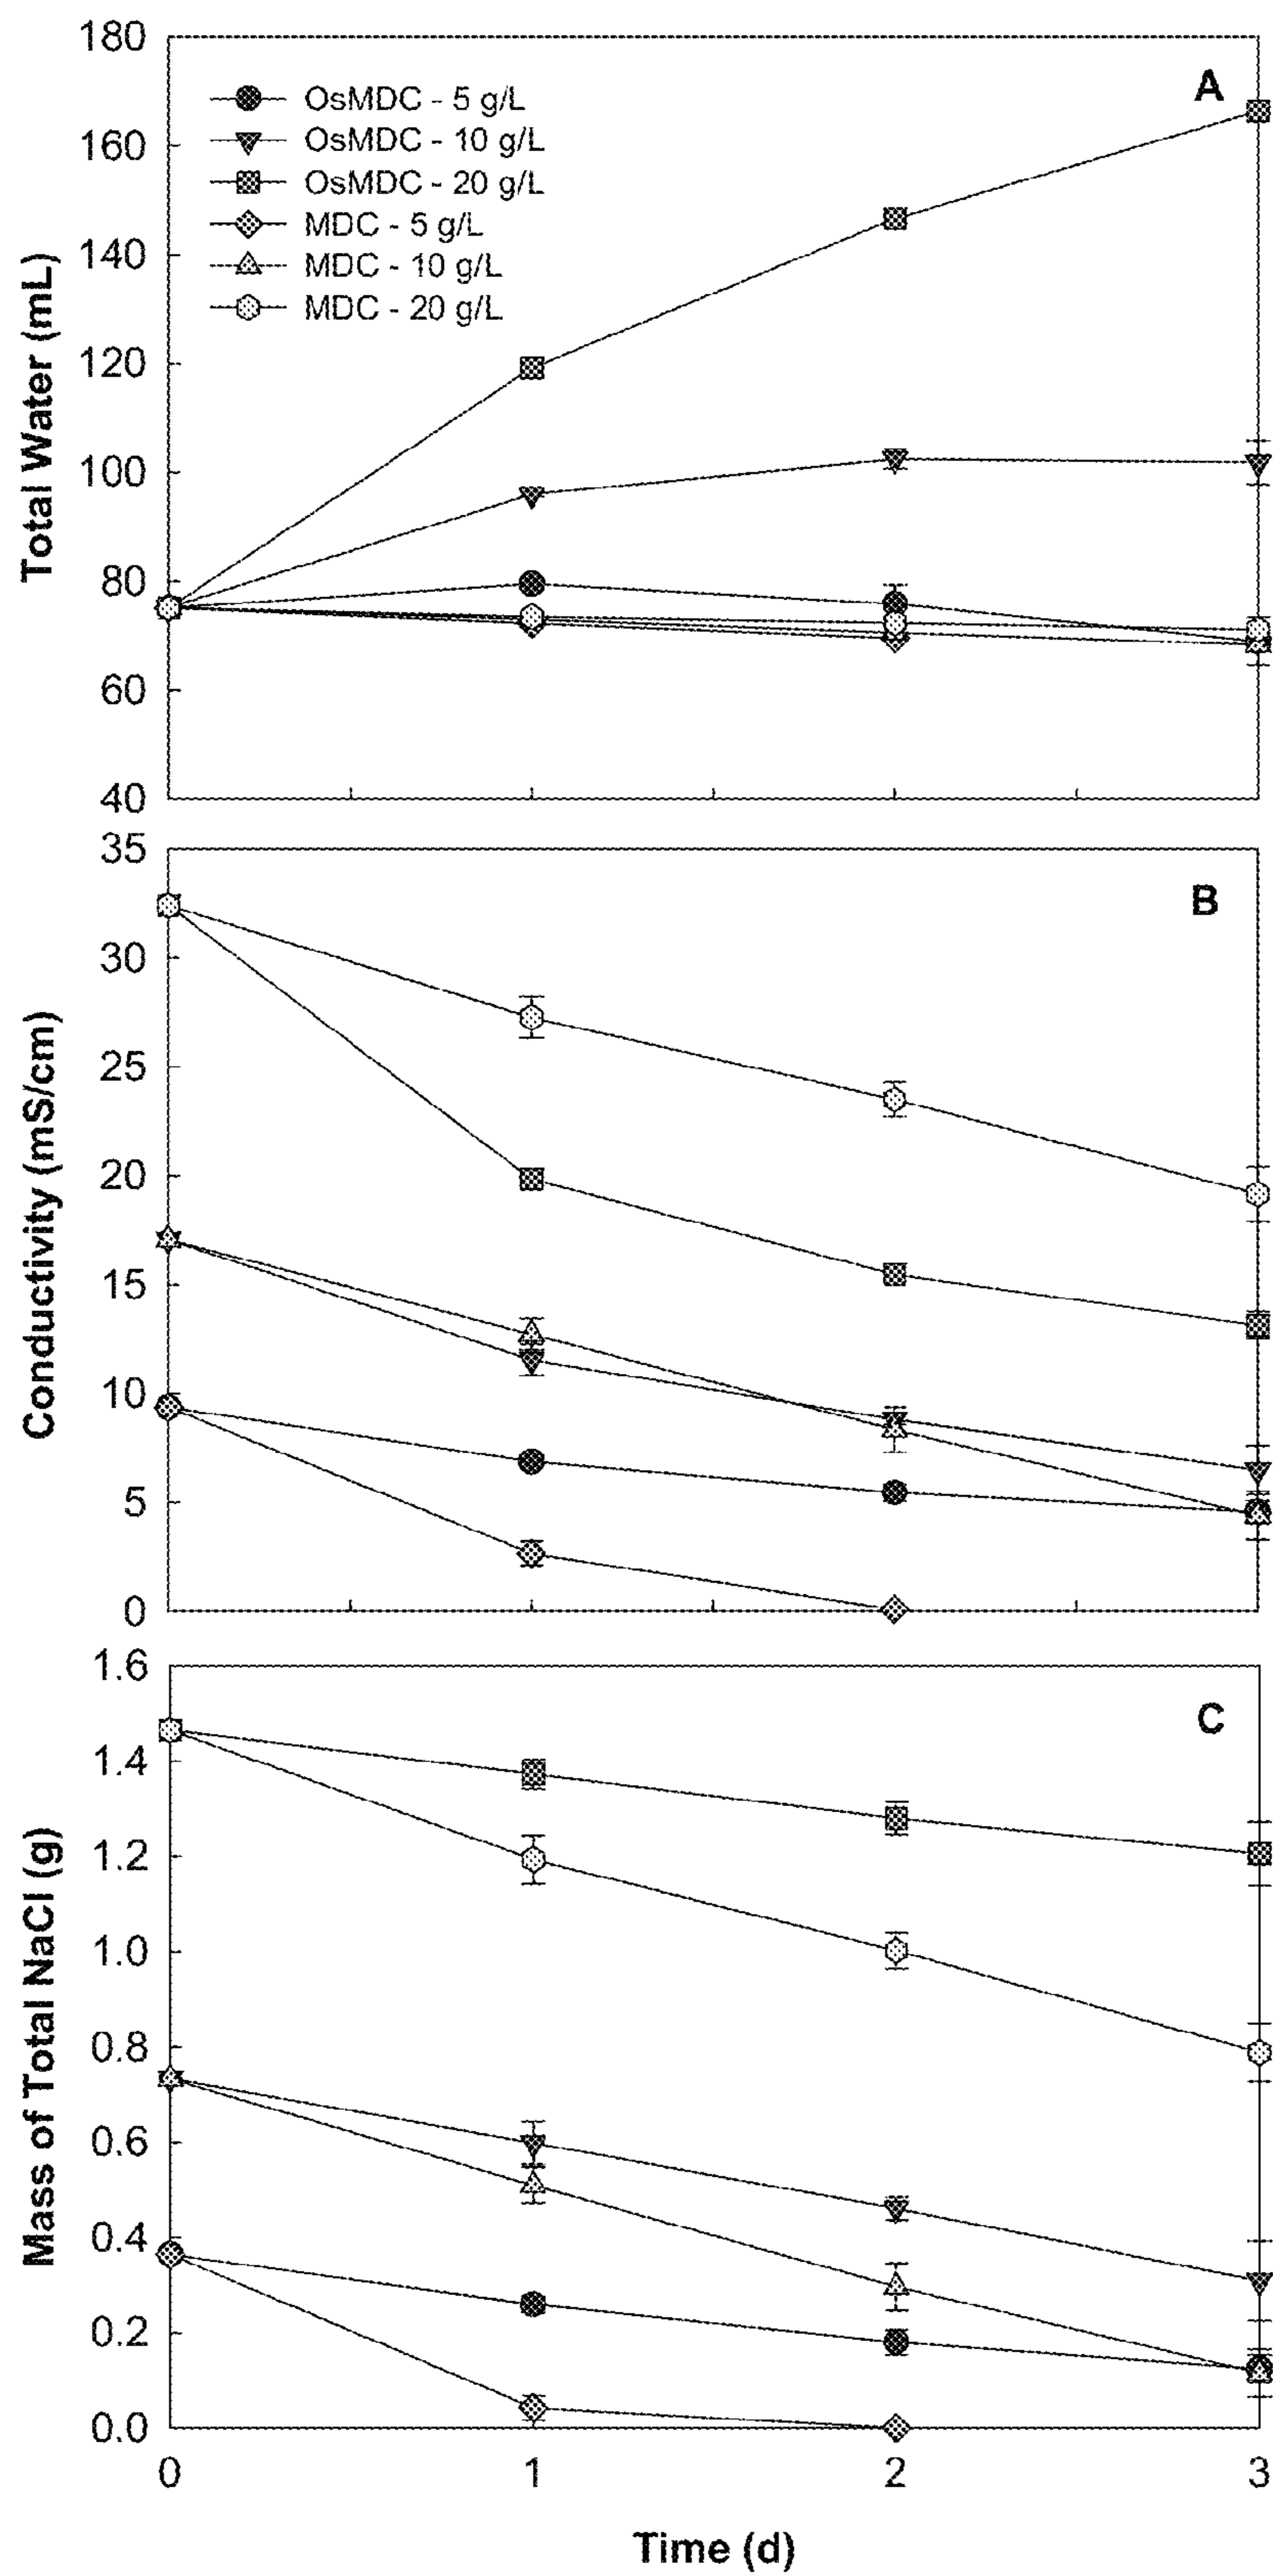 180
160
140
120
100
80
60
40
Total Water (mL)
A
OsMDC - 5 g/L
OsMDC - 10 g/L
OsMDC - 20 g/L
MDC - 5 g/L
MDC - 10 g/L
MDC - 20 g/L
35
30
25
20
15
10
5
0
Conductivity (mS/cm)
B
1.6
1.4
1.2
1.0
0.8
0.6
0.4
0.2
0.0
Mass of Total NaCl (g)
C
0 1 2 3
Time (d)